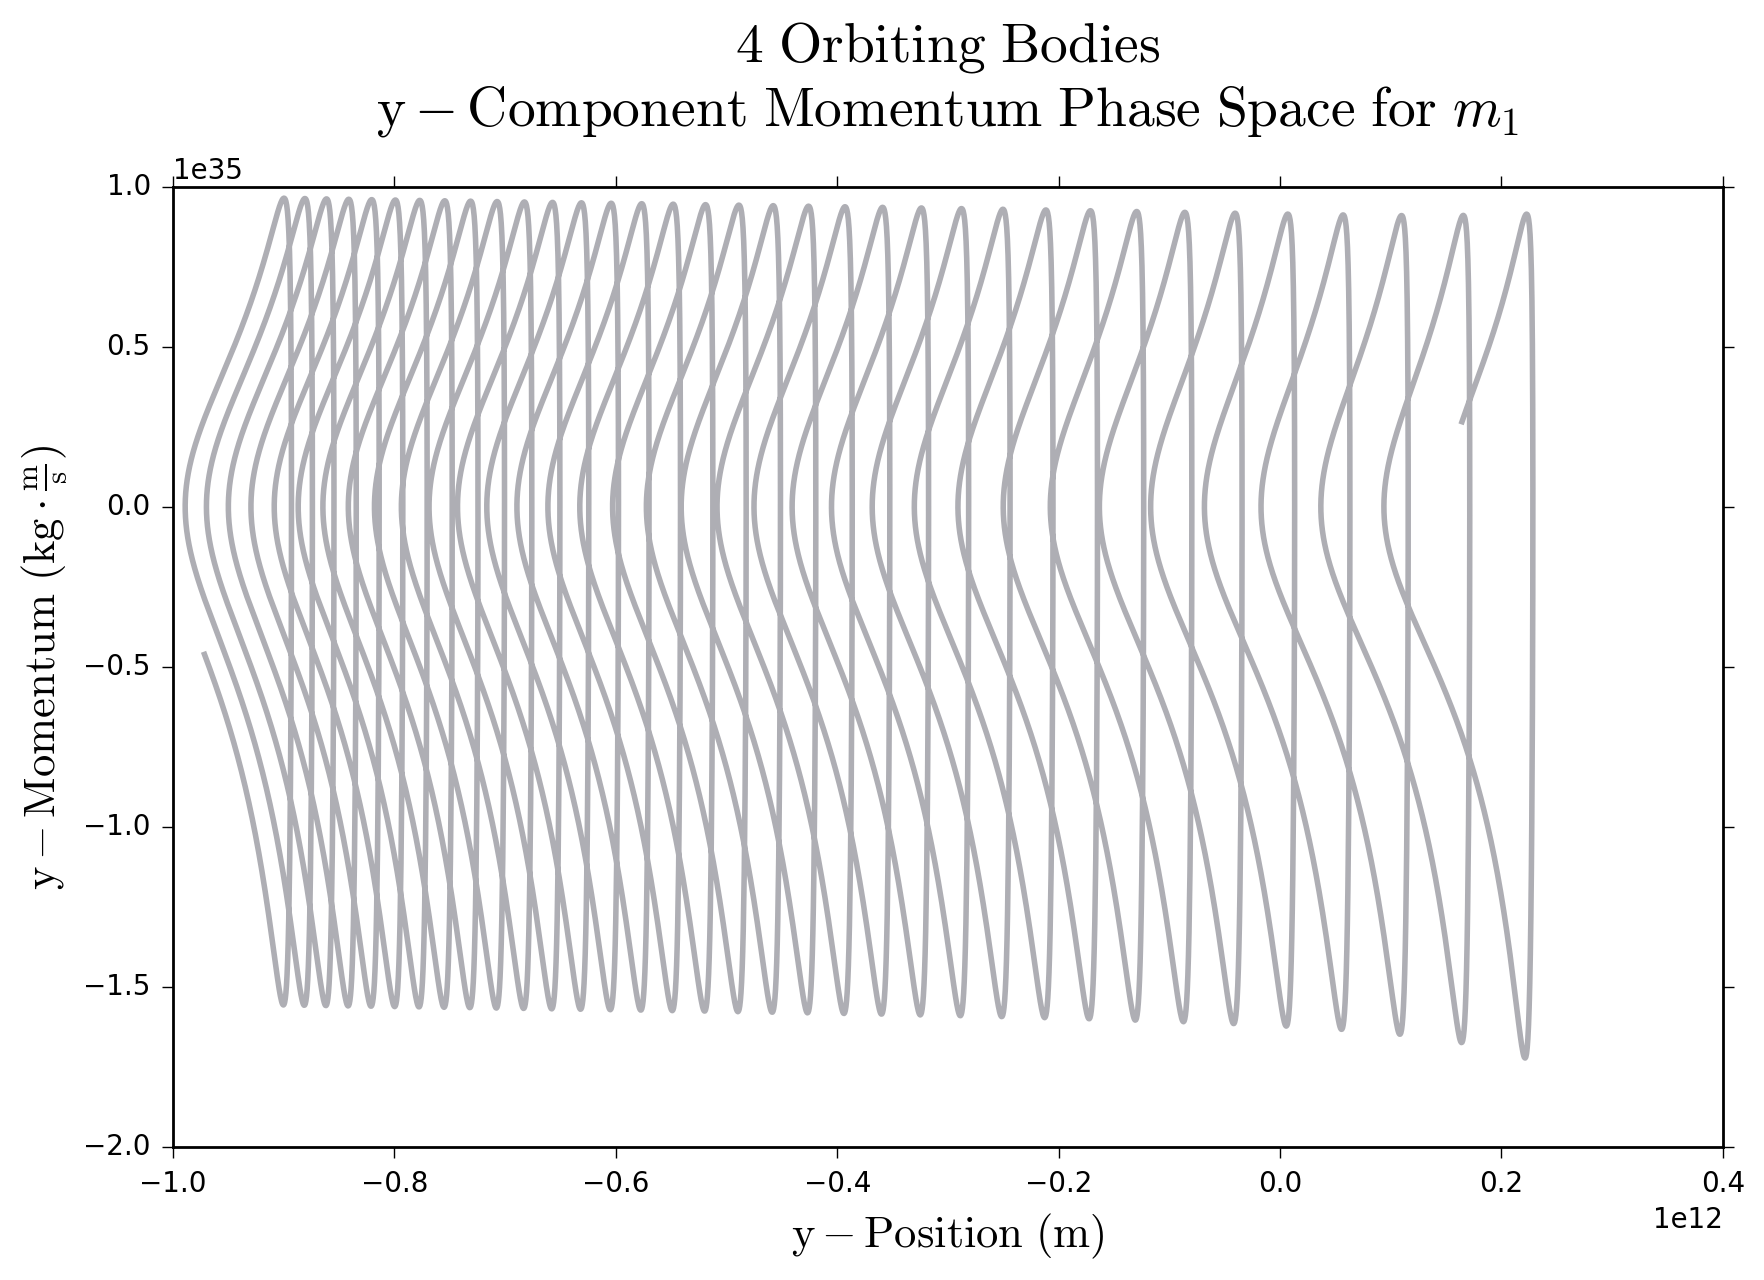 4 Orbiting Bodies
y − Component Momentum Phase Space for m₁
1e35
1.0
0.5
0.0
−0.5
−1.0
−1.5
−2.0
y − Momentum (kg · m/s)
−1.0 −0.8 −0.6 −0.4 −0.2 0.0 0.2 0.4
1e12
y − Position (m)